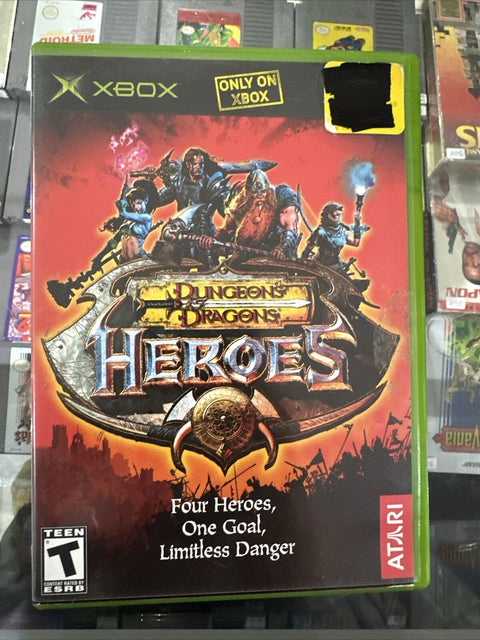 METROID
XBOX
ONLY ON
XBOX
DUNGEONS
& DRAGONS
HEROES
Four Heroes,
One Goal,
Limitless Danger
TEEN
T
CONTENT RATED BY
ESRB
ATARI